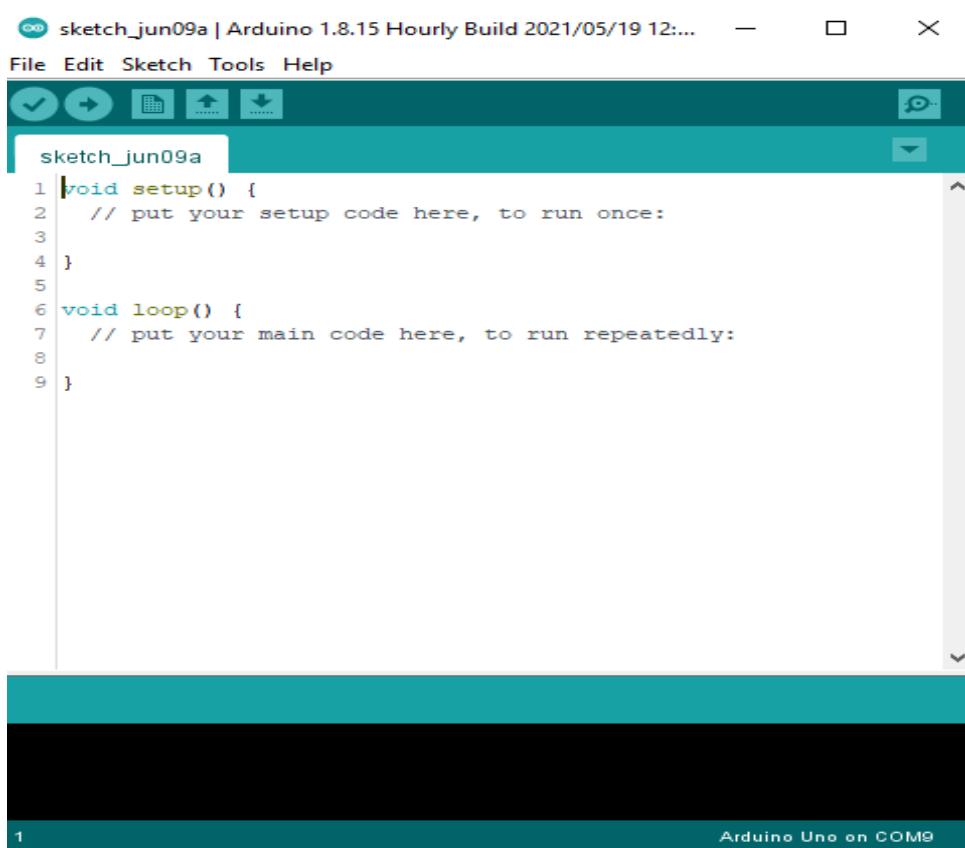 sketch_jun09a | Arduino 1.8.15 Hourly Build 2021/05/19 12:...
File Edit Sketch Tools Help
sketch_jun09a
1 void setup() {
2   // put your setup code here, to run once:
3
4 }
5
6 void loop() {
7   // put your main code here, to run repeatedly:
8
9 }
1 Arduino Uno on COM9